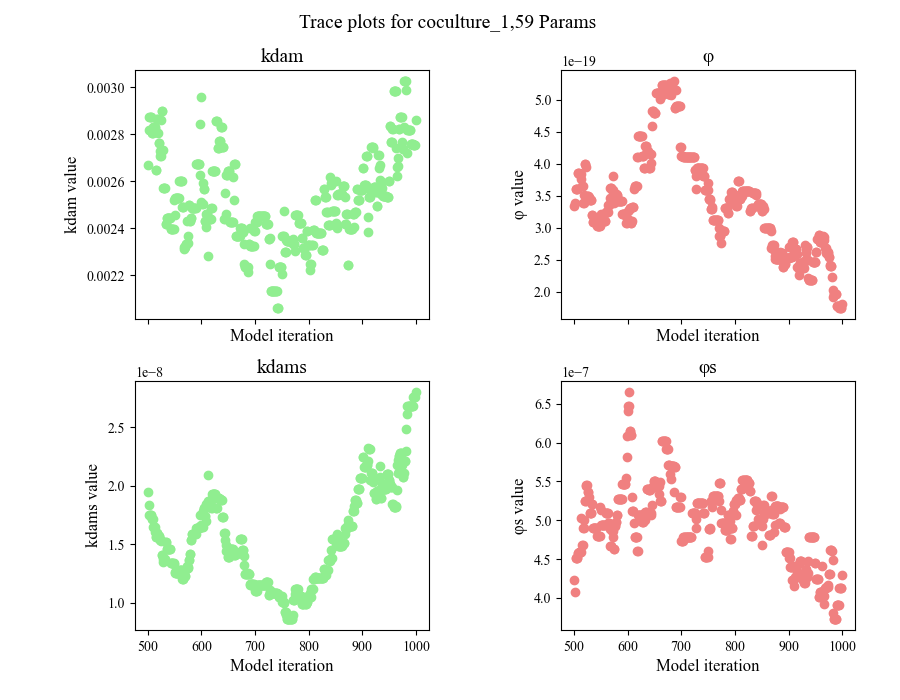 Trace plots for coculture_1,59 Params
kdam
φ
1e−19
kdam value
0.0030
0.0028
0.0026
0.0024
0.0022
φ value
5.0
4.5
4.0
3.5
3.0
2.5
2.0
Model iteration
Model iteration
kdams
φs
1e−8
1e−7
kdams value
2.5
2.0
1.5
1.0
φs value
6.5
6.0
5.5
5.0
4.5
4.0
500 600 700 800 900 1000
500 600 700 800 900 1000
Model iteration
Model iteration